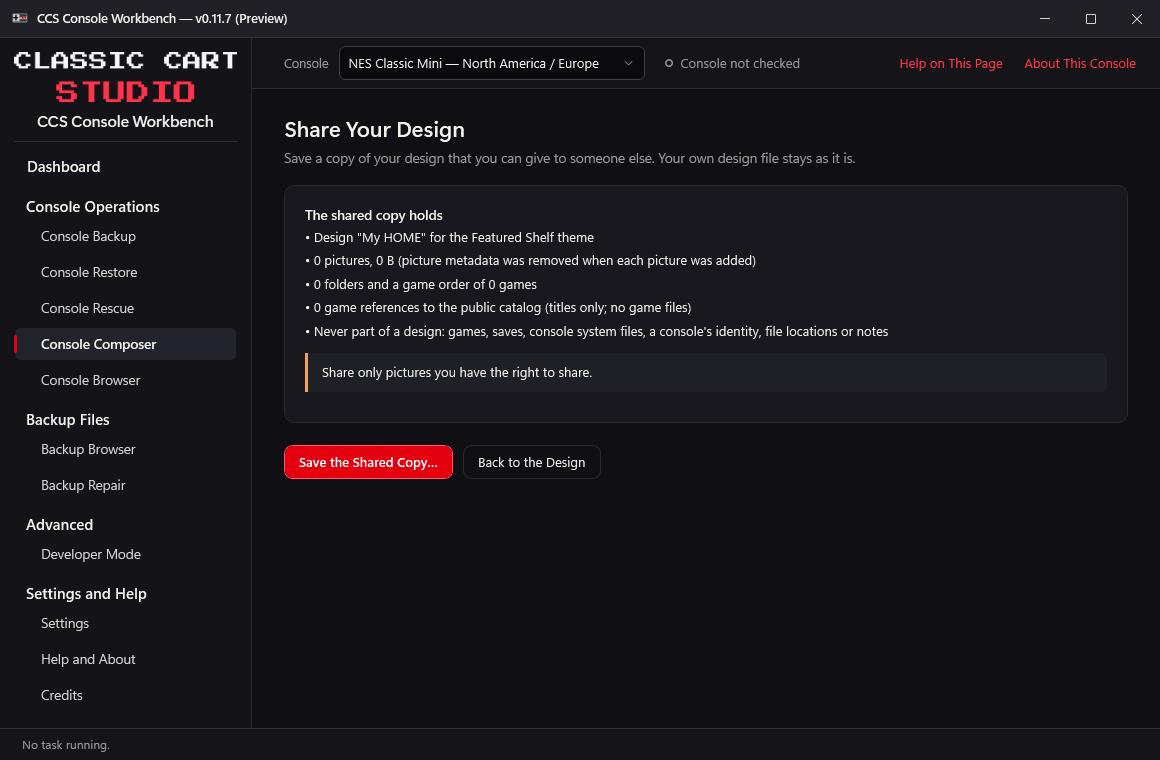 CCS Console Workbench — v0.11.7 (Preview)
CLASSIC CART
STUDIO
CCS Console Workbench
Dashboard
Console Operations
Console Backup
Console Restore
Console Rescue
Console Composer
Console Browser
Backup Files
Backup Browser
Backup Repair
Advanced
Developer Mode
Settings and Help
Settings
Help and About
Credits
Console
NES Classic Mini — North America / Europe
Console not checked
Help on This Page
About This Console
Share Your Design
Save a copy of your design that you can give to someone else. Your own design file stays as it is.
The shared copy holds
• Design "My HOME" for the Featured Shelf theme
• 0 pictures, 0 B (picture metadata was removed when each picture was added)
• 0 folders and a game order of 0 games
• 0 game references to the public catalog (titles only; no game files)
• Never part of a design: games, saves, console system files, a console's identity, file locations or notes
Share only pictures you have the right to share.
Save the Shared Copy...
Back to the Design
No task running.